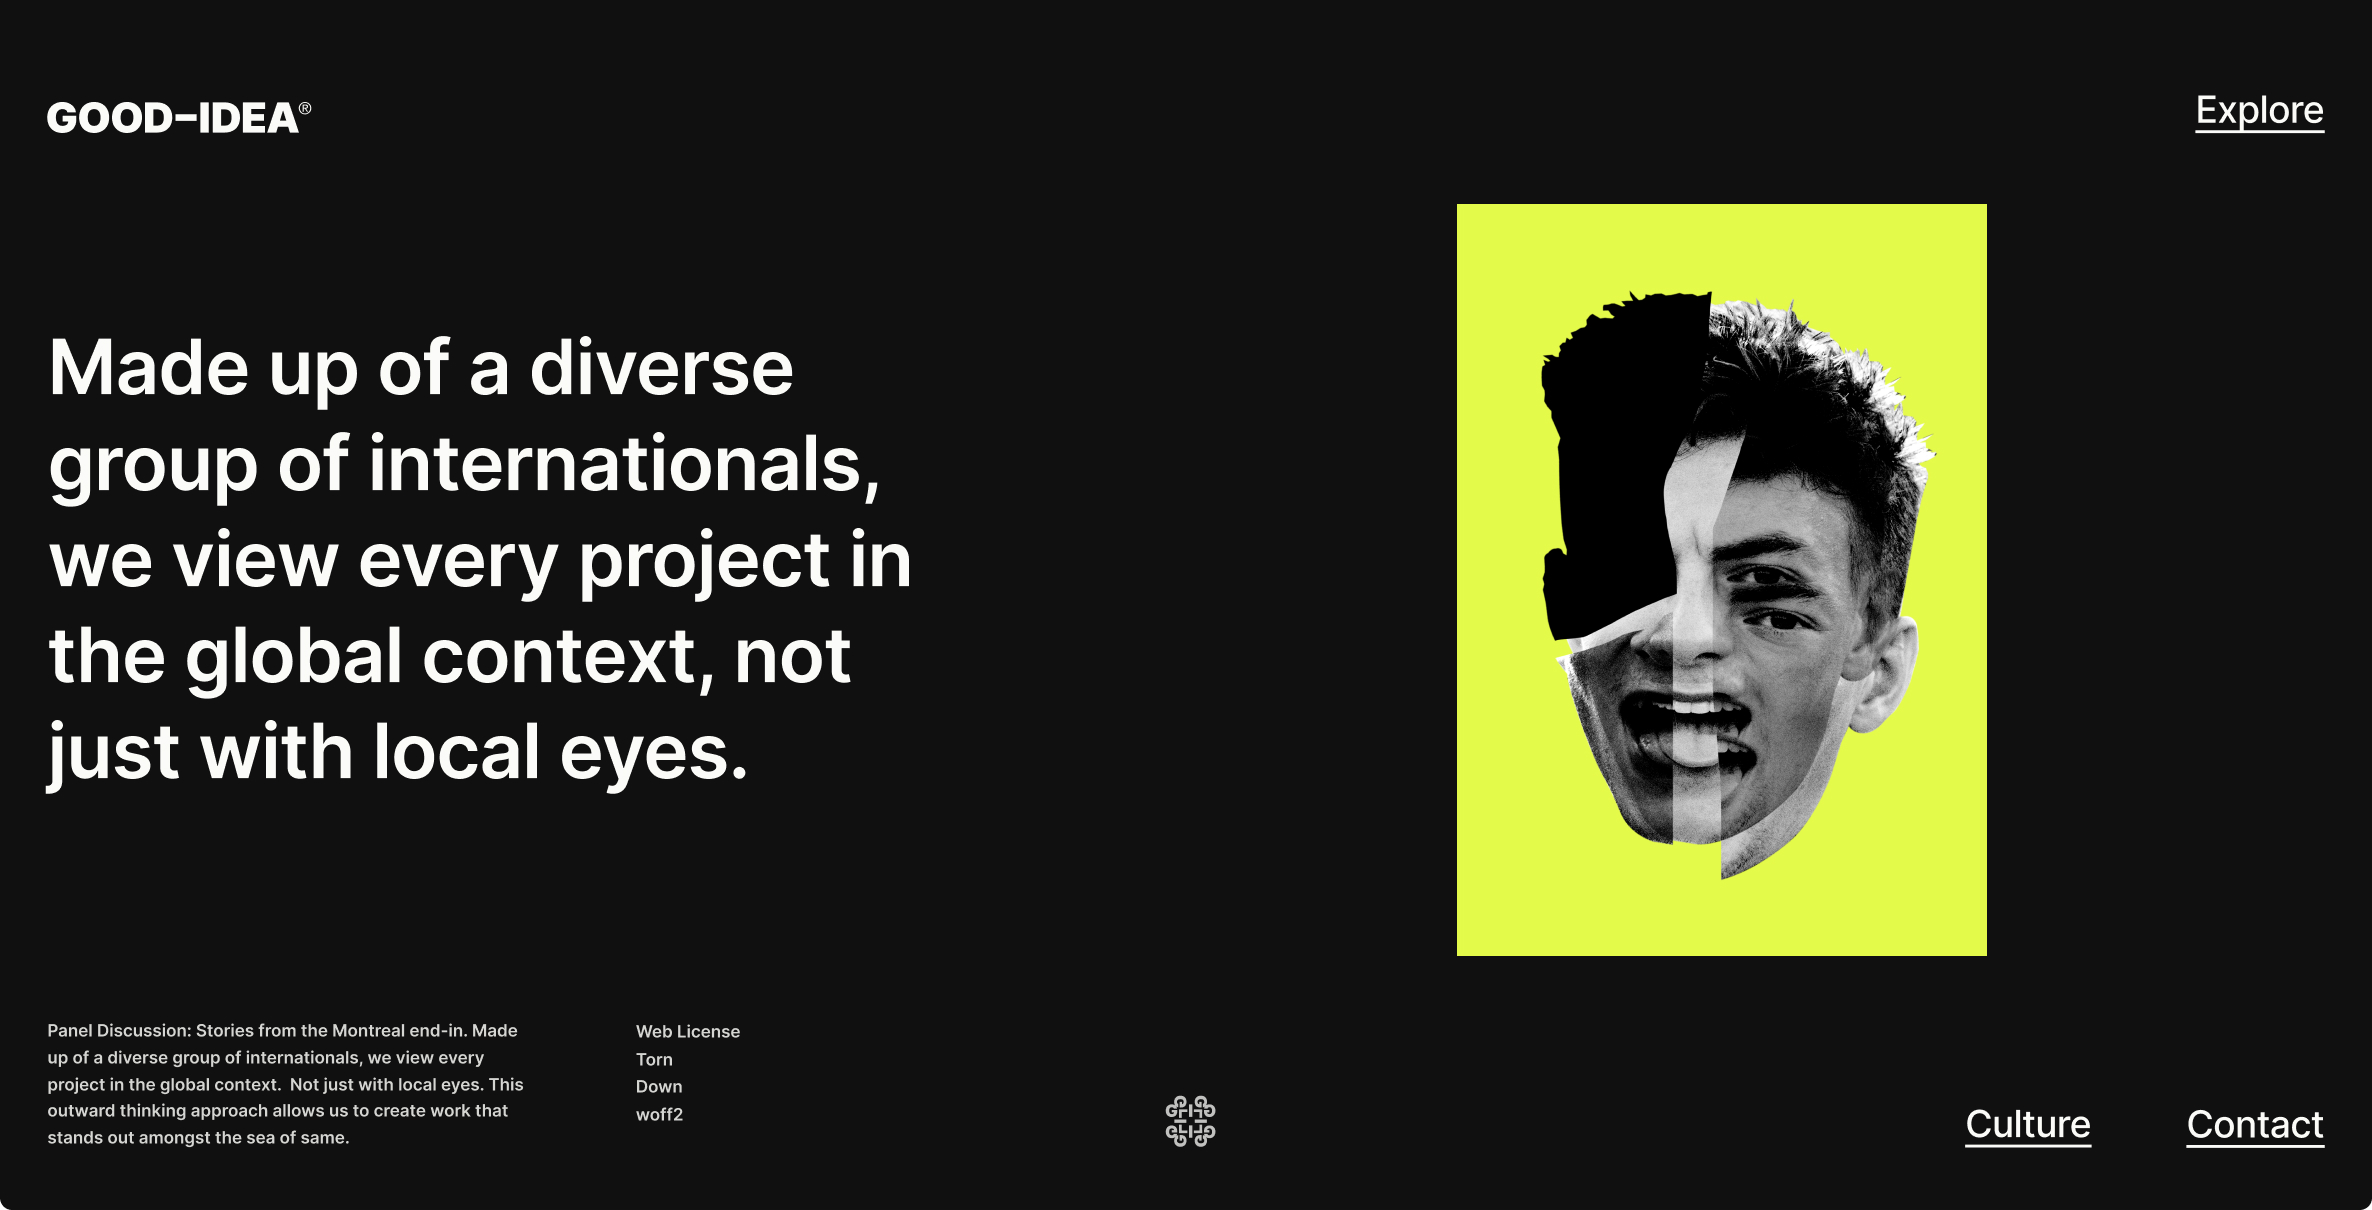 GOOD–IDEA®
Explore
Made up of a diverse
group of internationals,
we view every project in
the global context, not
just with local eyes.
Panel Discussion: Stories from the Montreal end-in. Made
up of a diverse group of internationals, we view every
project in the global context.  Not just with local eyes. This
outward thinking approach allows us to create work that
stands out amongst the sea of same.
Web License
Torn
Down
woff2
Culture
Contact